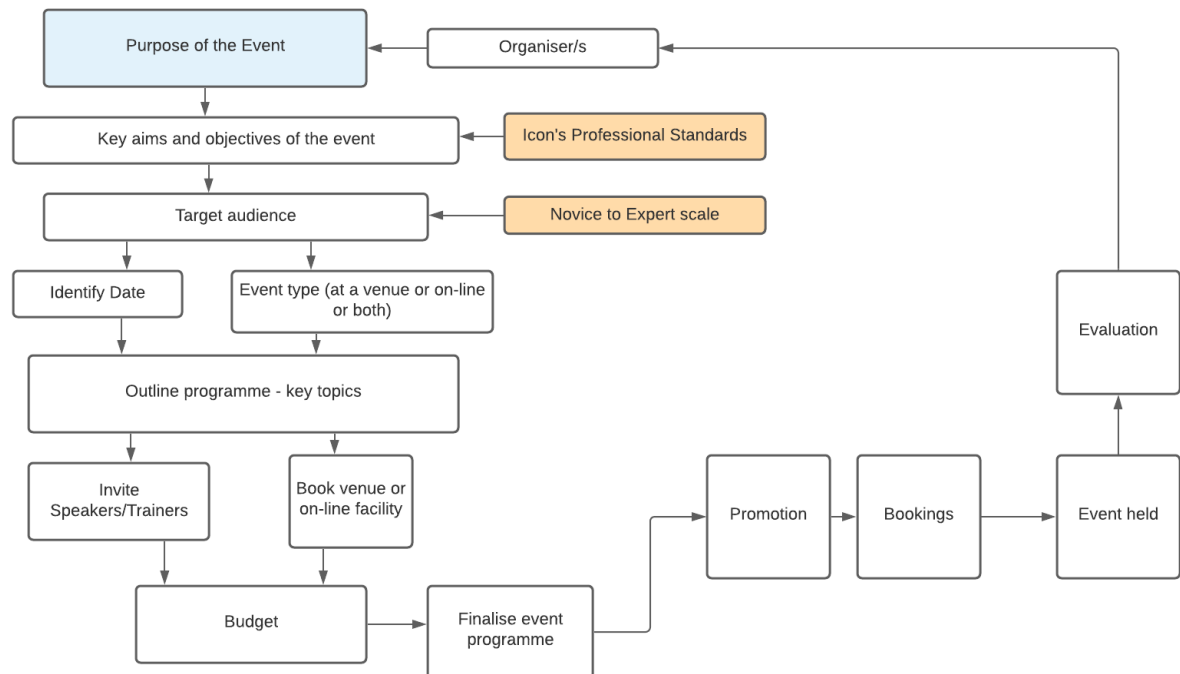 Purpose of the Event
Organiser/s
Key aims and objectives of the event
Icon's Professional Standards
Target audience
Novice to Expert scale
Identify Date
Event type (at a venue or on-line
or both)
Evaluation
Outline programme - key topics
Invite
Speakers/Trainers
Book venue or
on-line facility
Promotion
Bookings
Event held
Budget
Finalise event
programme